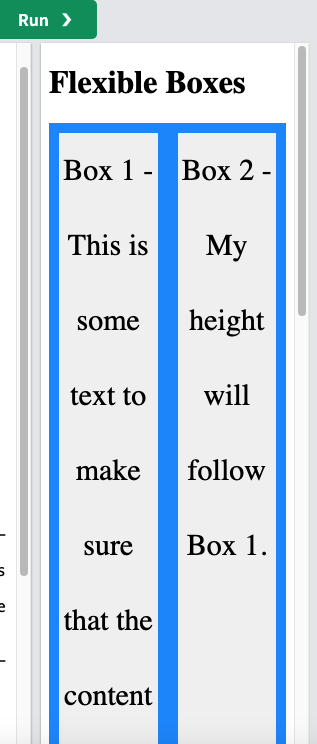 Run ❯
Flexible Boxes
Box 1 -
This is
some
text to
make
sure
that the
content
Box 2 -
My
height
will
follow
Box 1.